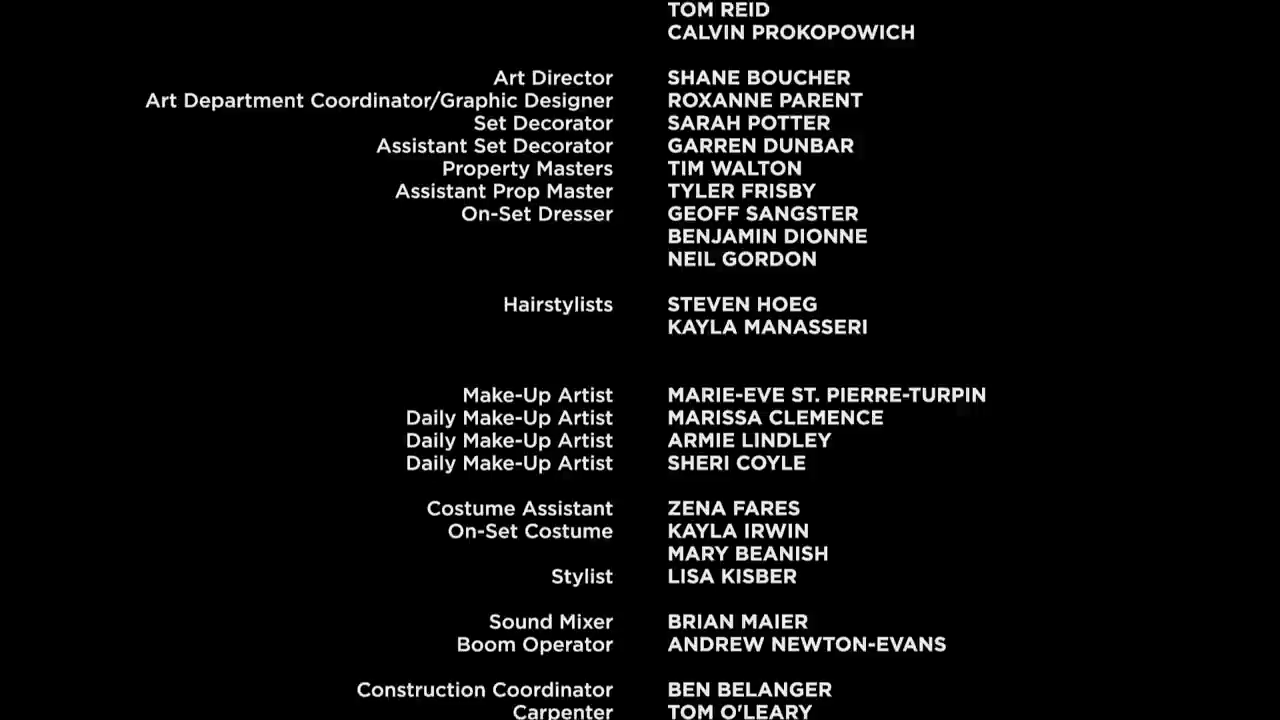 TOM REID
CALVIN PROKOPOWICH
Art Director SHANE BOUCHER
Art Department Coordinator/Graphic Designer ROXANNE PARENT
Set Decorator SARAH POTTER
Assistant Set Decorator GARREN DUNBAR
Property Masters TIM WALTON
Assistant Prop Master TYLER FRISBY
On-Set Dresser GEOFF SANGSTER
BENJAMIN DIONNE
NEIL GORDON
Hairstylists STEVEN HOEG
KAYLA MANASSERI
Make-Up Artist MARIE-EVE ST. PIERRE-TURPIN
Daily Make-Up Artist MARISSA CLEMENCE
Daily Make-Up Artist ARMIE LINDLEY
Daily Make-Up Artist SHERI COYLE
Costume Assistant ZENA FARES
On-Set Costume KAYLA IRWIN
MARY BEANISH
Stylist LISA KISBER
Sound Mixer BRIAN MAIER
Boom Operator ANDREW NEWTON-EVANS
Construction Coordinator BEN BELANGER
Carpenter TOM O'LEARY